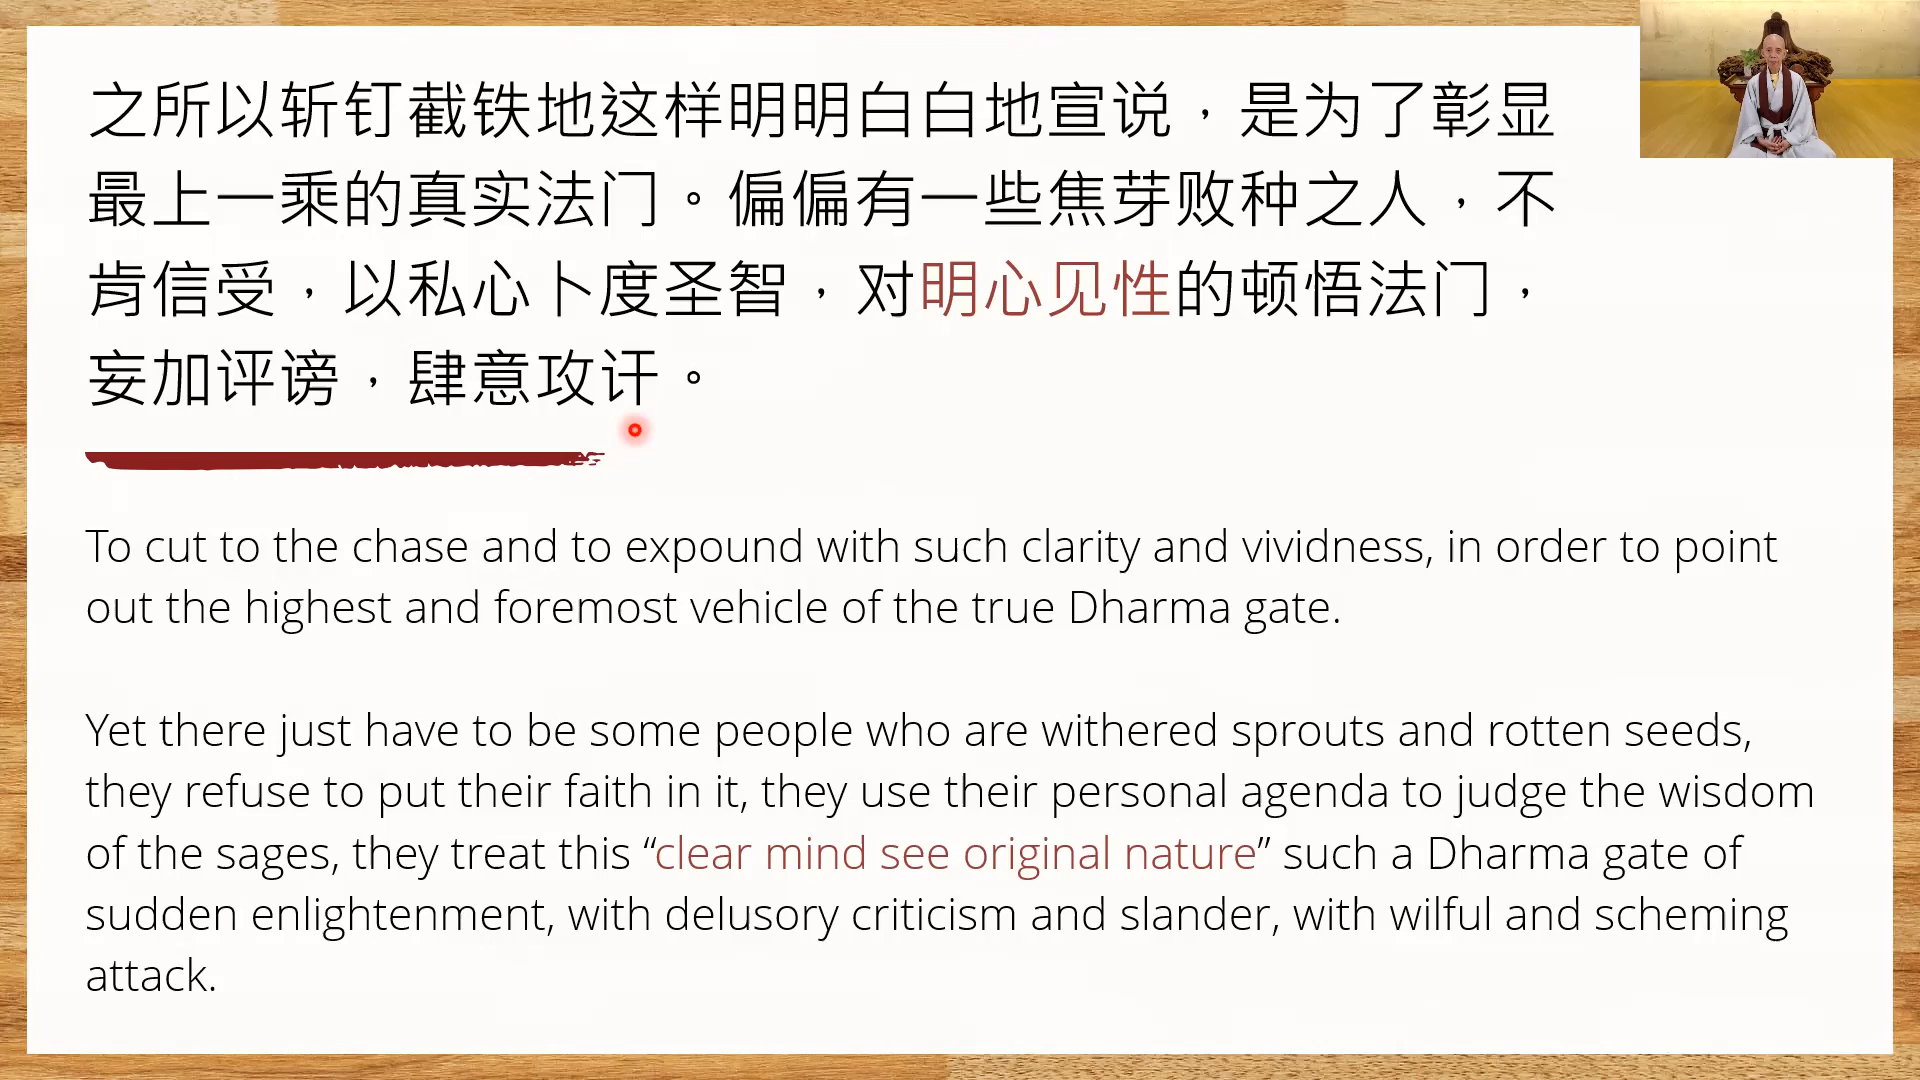 之所以斩钉截铁地这样明明白白地宣说，是为了彰显
最上一乘的真实法门。偏偏有一些焦芽败种之人，不
肯信受，以私心卜度圣智，对明心见性的顿悟法门，
妄加评谤，肆意攻讦。
To cut to the chase and to expound with such clarity and vividness, in order to point
out the highest and foremost vehicle of the true Dharma gate.
Yet there just have to be some people who are withered sprouts and rotten seeds,
they refuse to put their faith in it, they use their personal agenda to judge the wisdom
of the sages, they treat this “clear mind see original nature” such a Dharma gate of
sudden enlightenment, with delusory criticism and slander, with wilful and scheming
attack.